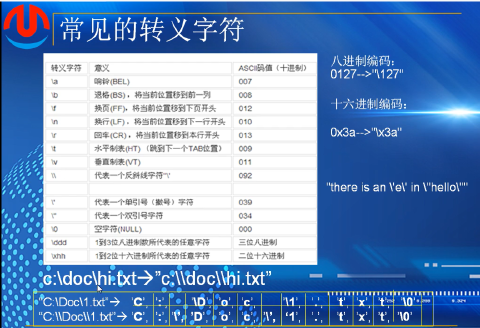 常见的转义字符
转义字符 意义 ASCII码值（十进制）
\a 响铃(BEL) 007
\b 退格(BS)，将当前位置移到前一列 008
\f 换页(FF)，将当前位置移到下页开头 012
\n 换行(LF)，将当前位置移到下一行开头 010
\r 回车(CR)，将当前位置移到本行开头 013
\t 水平制表(HT)（跳到下一个TAB位置） 009
\v 垂直制表(VT) 011
\\ 代表一个反斜线字符''\' 092
\' 代表一个单引号（撇号）字符 039
\" 代表一个双引号字符 034
\0 空字符(NULL) 000
\ddd 1到3位八进制数所代表的任意字符 三位八进制
\xhh 1到2位十六进制所代表的任意字符 二位十六进制
八进制编码：
0127-->"\127"
十六进制编码：
0x3a-->"\x3a"
"there is an \'e\' in \"hello\""
c:\doc\hi.txt→"c:\\doc\\hi.txt"
"C:\Doc\1.txt"→ 'C', ':', '\D', 'o', 'c', '\1', '.', 't', 'x', 't', '\0'
"C:\\Doc\\1.txt"→ 'C', ':', '\', 'D', 'o', 'c', '\', '1', '.', 't', 'x', 't', '\0'